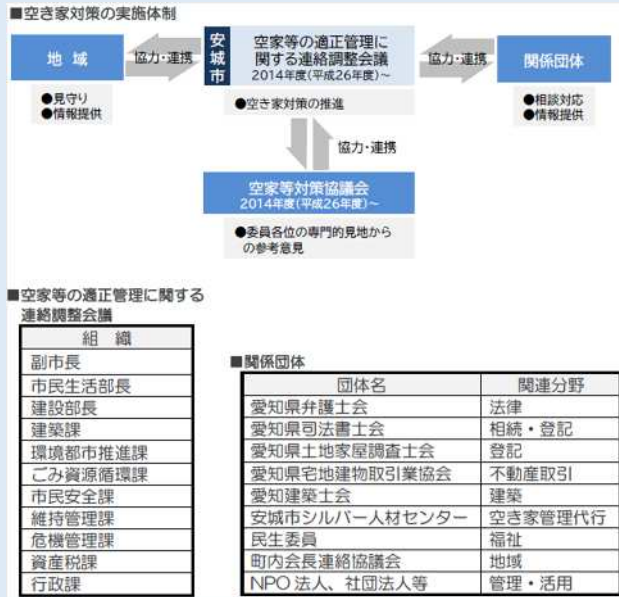 ■空き家対策の実施体制
地 域
協力・連携
安城市
空家等の適正管理に
関する連絡調整会議
2014年度(平成26年度)～
協力・連携
関係団体
●見守り
●情報提供
●空き家対策の推進
●相談対応
●情報提供
協力・連携
空家等対策協議会
2014年度(平成26年度)～
●委員各位の専門的見地から
の参考意見
■空家等の適正管理に関する
連絡調整会議
組 織
副市長
市民生活部長
建設部長
建築課
環境都市推進課
ごみ資源循環課
市民安全課
維持管理課
危機管理課
資産税課
行政課
■関係団体
団体名 関連分野
愛知県弁護士会 法律
愛知県司法書士会 相続・登記
愛知県土地家屋調査士会 登記
愛知県宅地建物取引業協会 不動産取引
愛知建築士会 建築
安城市シルバー人材センター 空き家管理代行
民生委員 福祉
町内会長連絡協議会 地域
NPO 法人、社団法人等 管理・活用